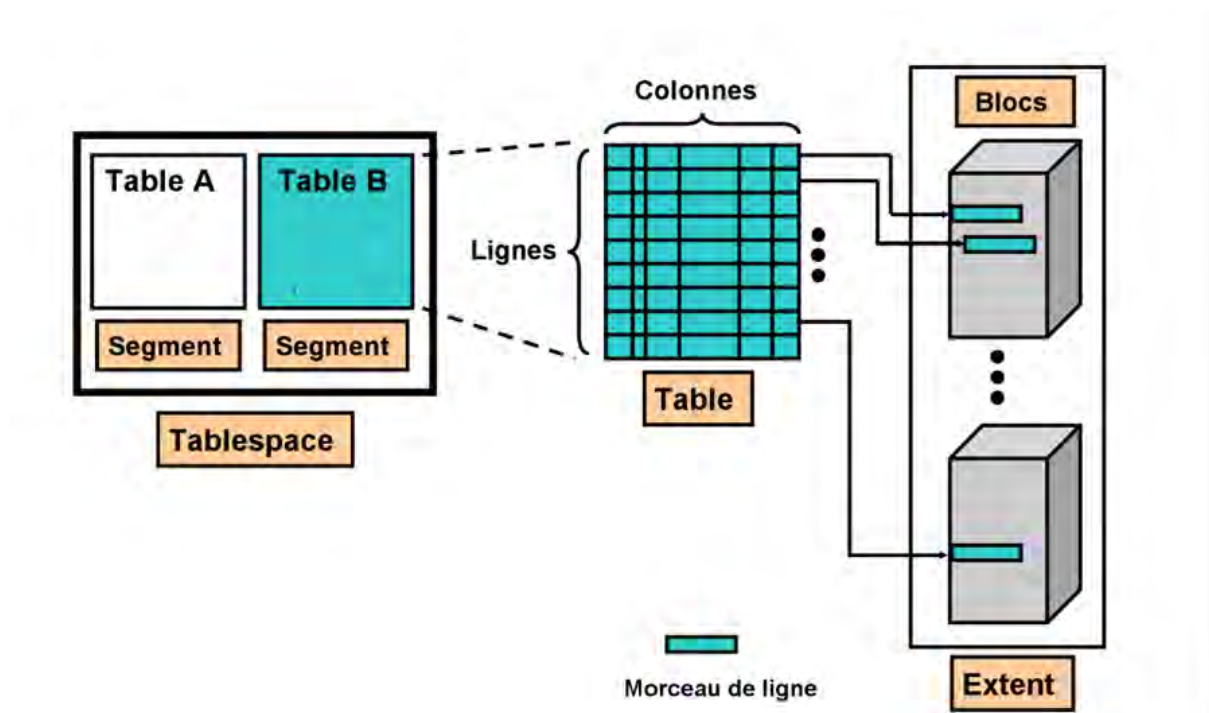 Colonnes
Blocs
Table A
Table B
Lignes
Segment
Segment
Table
Tablespace
Morceau de ligne
Extent